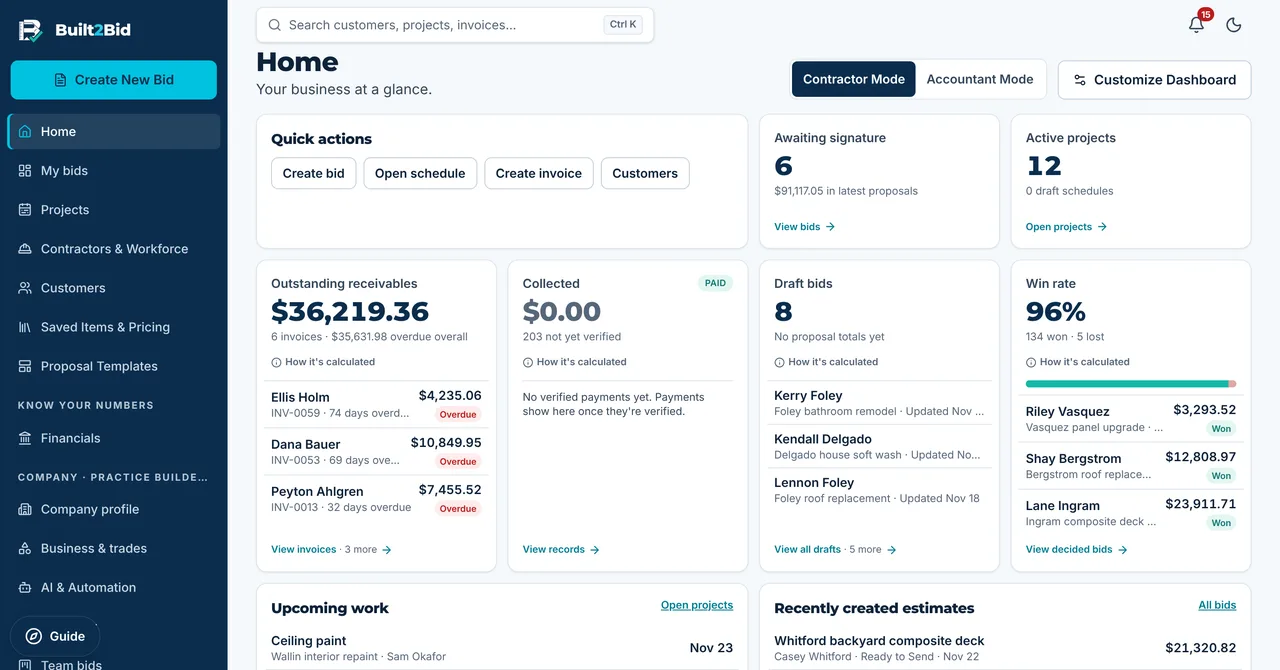 Built2Bid
Create New Bid
Home
My bids
Projects
Contractors & Workforce
Customers
Saved Items & Pricing
Proposal Templates
KNOW YOUR NUMBERS
Financials
COMPANY · PRACTICE BUILDE...
Company profile
Business & trades
AI & Automation
Guide
Team bids
Search customers, projects, invoices...
Ctrl K
15
Home
Your business at a glance.
Contractor Mode
Accountant Mode
Customize Dashboard
Quick actions
Create bid
Open schedule
Create invoice
Customers
Awaiting signature
6
$91,117.05 in latest proposals
View bids →
Active projects
12
0 draft schedules
Open projects →
Outstanding receivables
$36,219.36
6 invoices · $35,631.98 overdue overall
How it's calculated
Ellis Holm
$4,235.06
INV-0059 · 74 days overd...
Overdue
Dana Bauer
$10,849.95
INV-0053 · 69 days ove...
Overdue
Peyton Ahlgren
$7,455.52
INV-0013 · 32 days overdue
Overdue
View invoices · 3 more →
Collected
PAID
$0.00
203 not yet verified
How it's calculated
No verified payments yet. Payments
show here once they're verified.
View records →
Draft bids
8
No proposal totals yet
How it's calculated
Kerry Foley
Foley bathroom remodel · Updated Nov ...
Kendall Delgado
Delgado house soft wash · Updated No...
Lennon Foley
Foley roof replacement · Updated Nov 18
View all drafts · 5 more →
Win rate
96%
134 won · 5 lost
How it's calculated
Riley Vasquez
$3,293.52
Vasquez panel upgrade · ...
Won
Shay Bergstrom
$12,808.97
Bergstrom roof replace...
Won
Lane Ingram
$23,911.71
Ingram composite deck ...
Won
View decided bids →
Upcoming work
Open projects
Ceiling paint
Nov 23
Wallin interior repaint · Sam Okafor
Recently created estimates
All bids
Whitford backyard composite deck
$21,320.82
Casey Whitford · Ready to Send · Nov 22